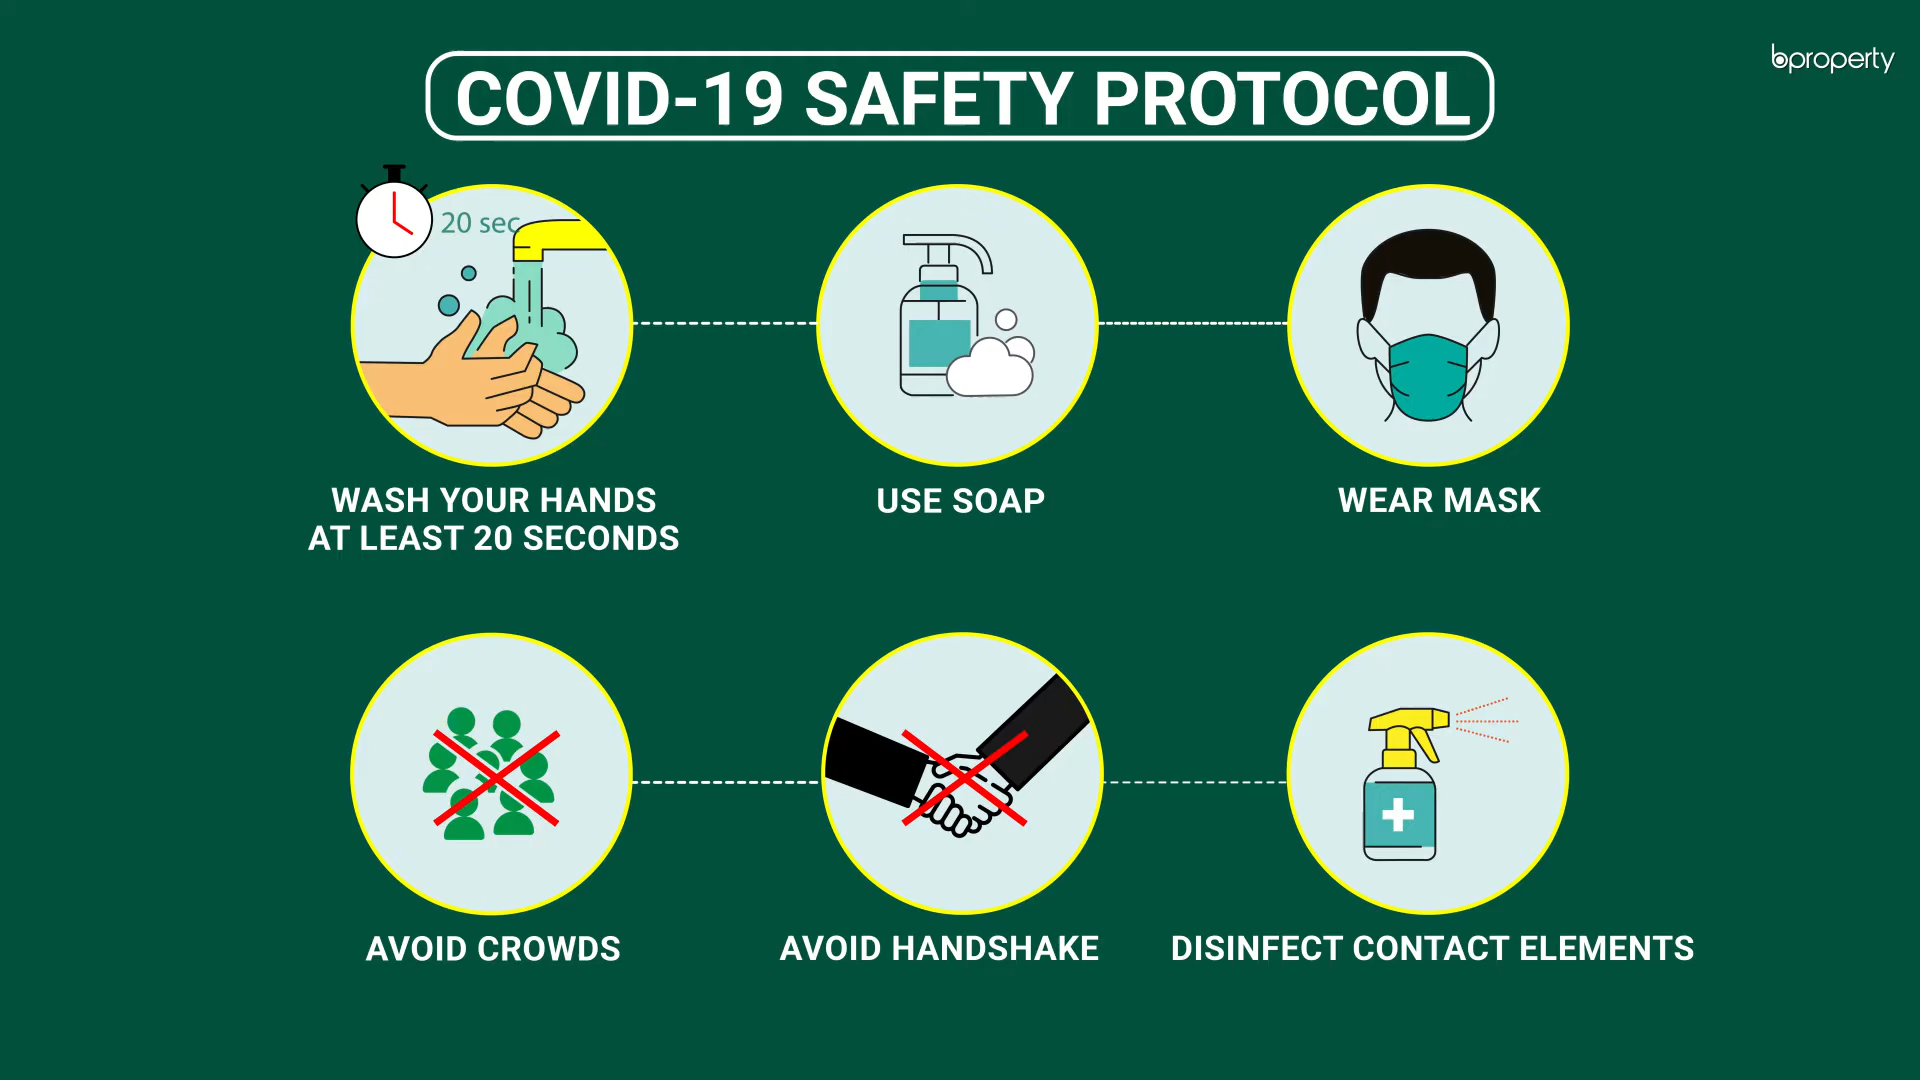 COVID-19 SAFETY PROTOCOL
bproperty
20 sec
WASH YOUR HANDS
AT LEAST 20 SECONDS
USE SOAP
WEAR MASK
AVOID CROWDS
AVOID HANDSHAKE
DISINFECT CONTACT ELEMENTS